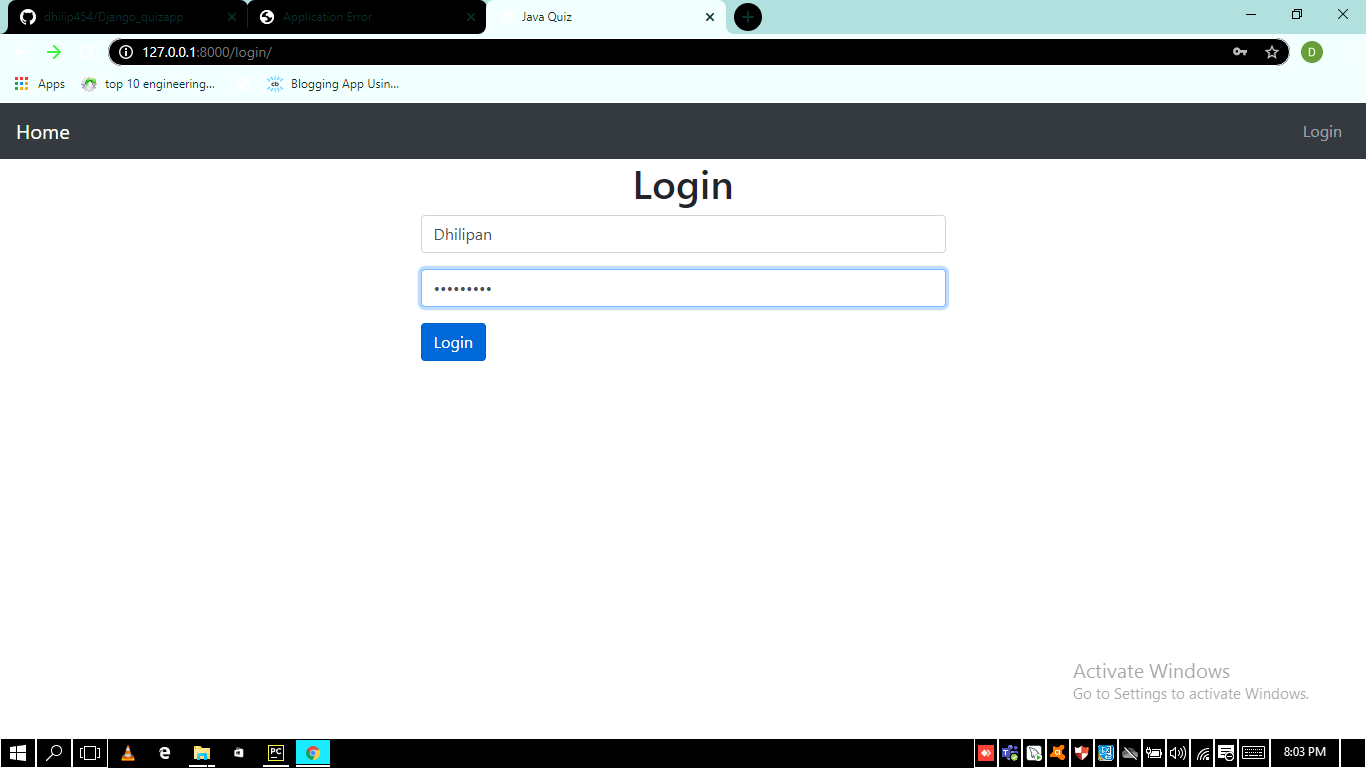 dhilip454/Django_quizapp
Application Error
Java Quiz
127.0.0.1:8000/login/
D
Apps
top 10 engineering...
Blogging App Usin...
Home
Login
Login
Dhilipan
•••••••••
Login
Activate Windows
Go to Settings to activate Windows.
PC
8:03 PM